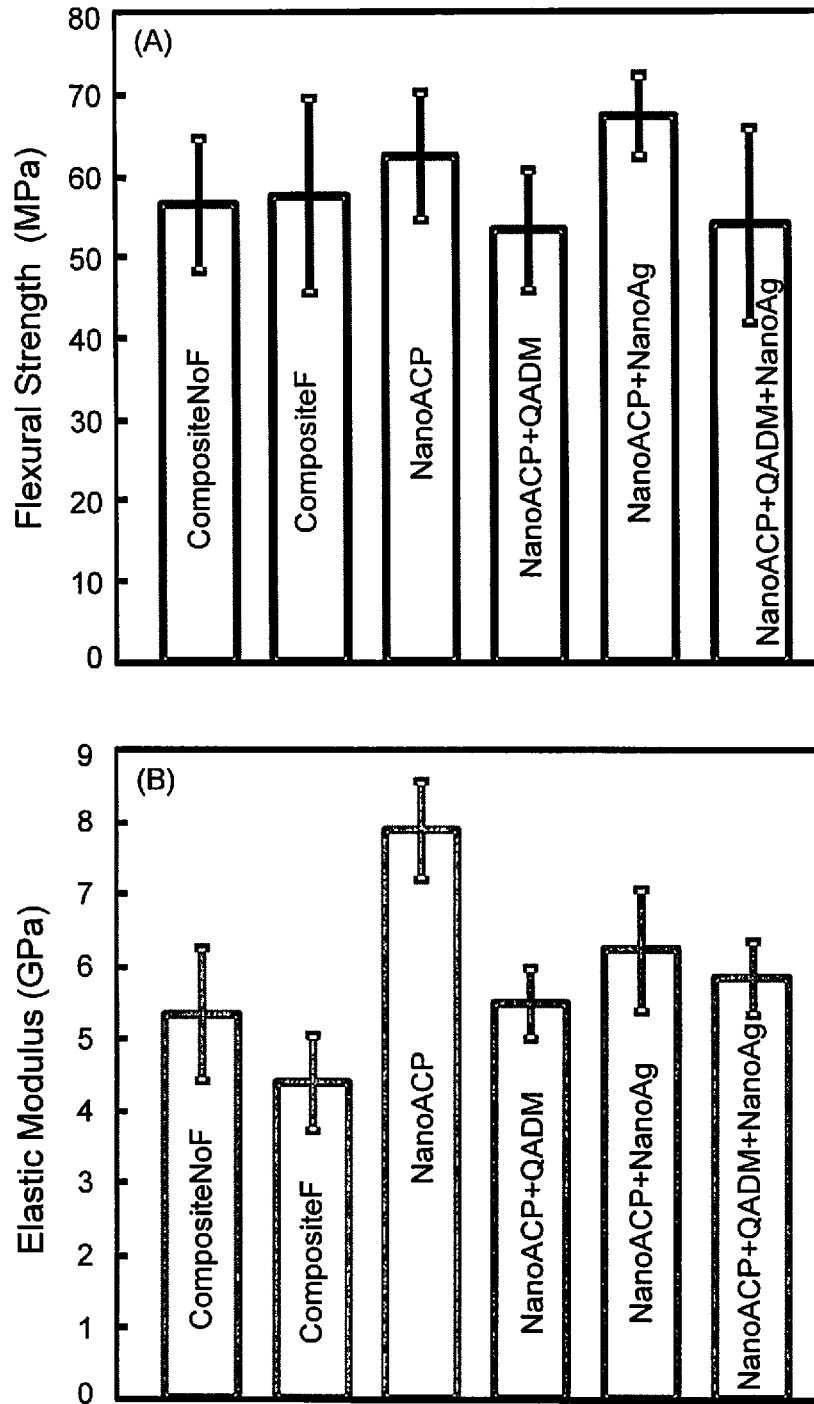 (A)
Flexural Strength (MPa)
80
70
60
50
40
30
20
10
0
CompositeNoF
CompositeF
NanoACP
NanoACP+QADM
NanoACP+NanoAg
NanoACP+QADM+NanoAg
(B)
Elastic Modulus (GPa)
9
8
7
6
5
4
3
2
1
0
CompositeNoF
CompositeF
NanoACP
NanoACP+QADM
NanoACP+NanoAg
NanoACP+QADM+NanoAg